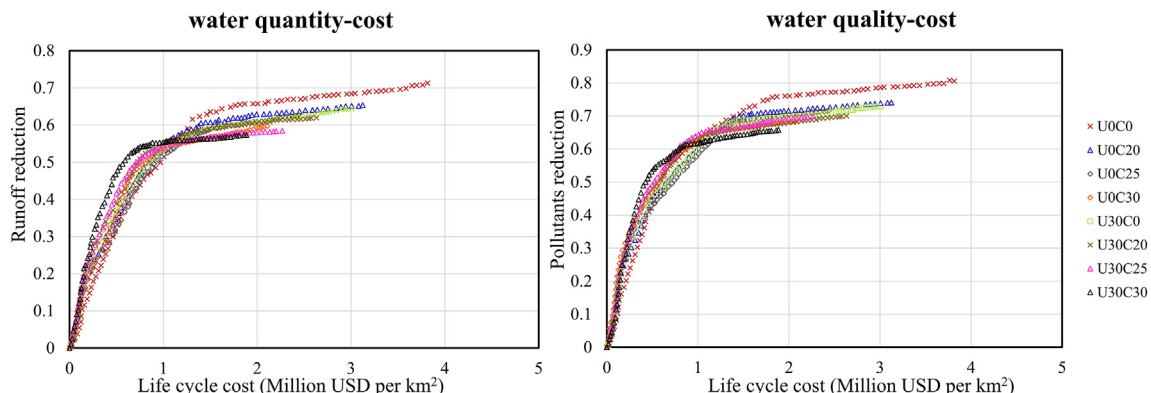 water quantity-cost
Runoff reduction
0.8
0.7
0.6
0.5
0.4
0.3
0.2
0.1
0
0
1
2
3
4
5
Life cycle cost (Million USD per km²)
water quality-cost
Pollutants reduction
0.9
0.8
0.7
0.6
0.5
0.4
0.3
0.2
0.1
0
0
1
2
3
4
5
Life cycle cost (Million USD per km²)
U0C0
U0C20
U0C25
U0C30
U30C0
U30C20
U30C25
U30C30